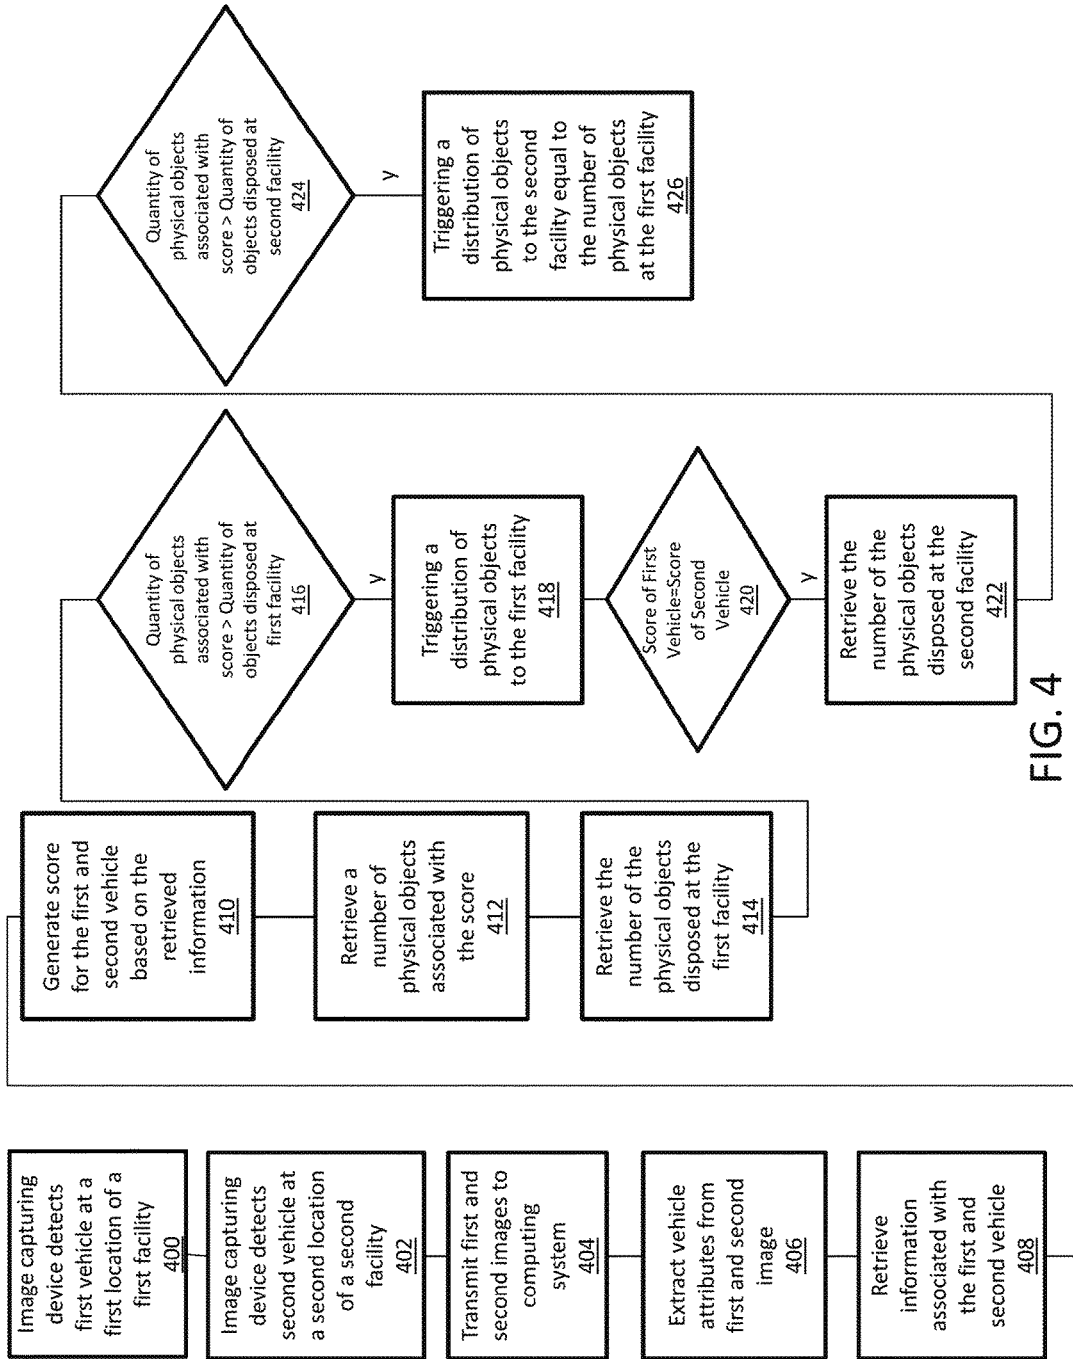 Image capturing
device detects
first vehicle at a
first location of a
first facility
400
Image capturing
device detects
second vehicle at
a second location
of a second
facility
402
Transmit first and
second images to
computing
system
404
Extract vehicle
attributes from
first and second
image
406
Retrieve
information
associated with
the first and
second vehicle
408
Generate score
for the first and
second vehicle
based on the
retrieved
information
410
Retrieve a
number of
physical objects
associated with
the score
412
Retrieve the
number of the
physical objects
disposed at the
first facility
414
Quantity of
physical objects
associated with
score > Quantity of
objects disposed at
first facility
416
y
Triggering a
distribution of
physical objects
to the first facility
418
Score of First
Vehicle=Score
of Second
Vehicle
420
y
Retrieve the
number of the
physical objects
disposed at the
second facility
422
Quantity of
physical objects
associated with
score > Quantity of
objects disposed at
second facility
424
y
Triggering a
distribution of
physical objects
to the second
facility equal to
the number of
physical objects
at the first facility
426
FIG. 4